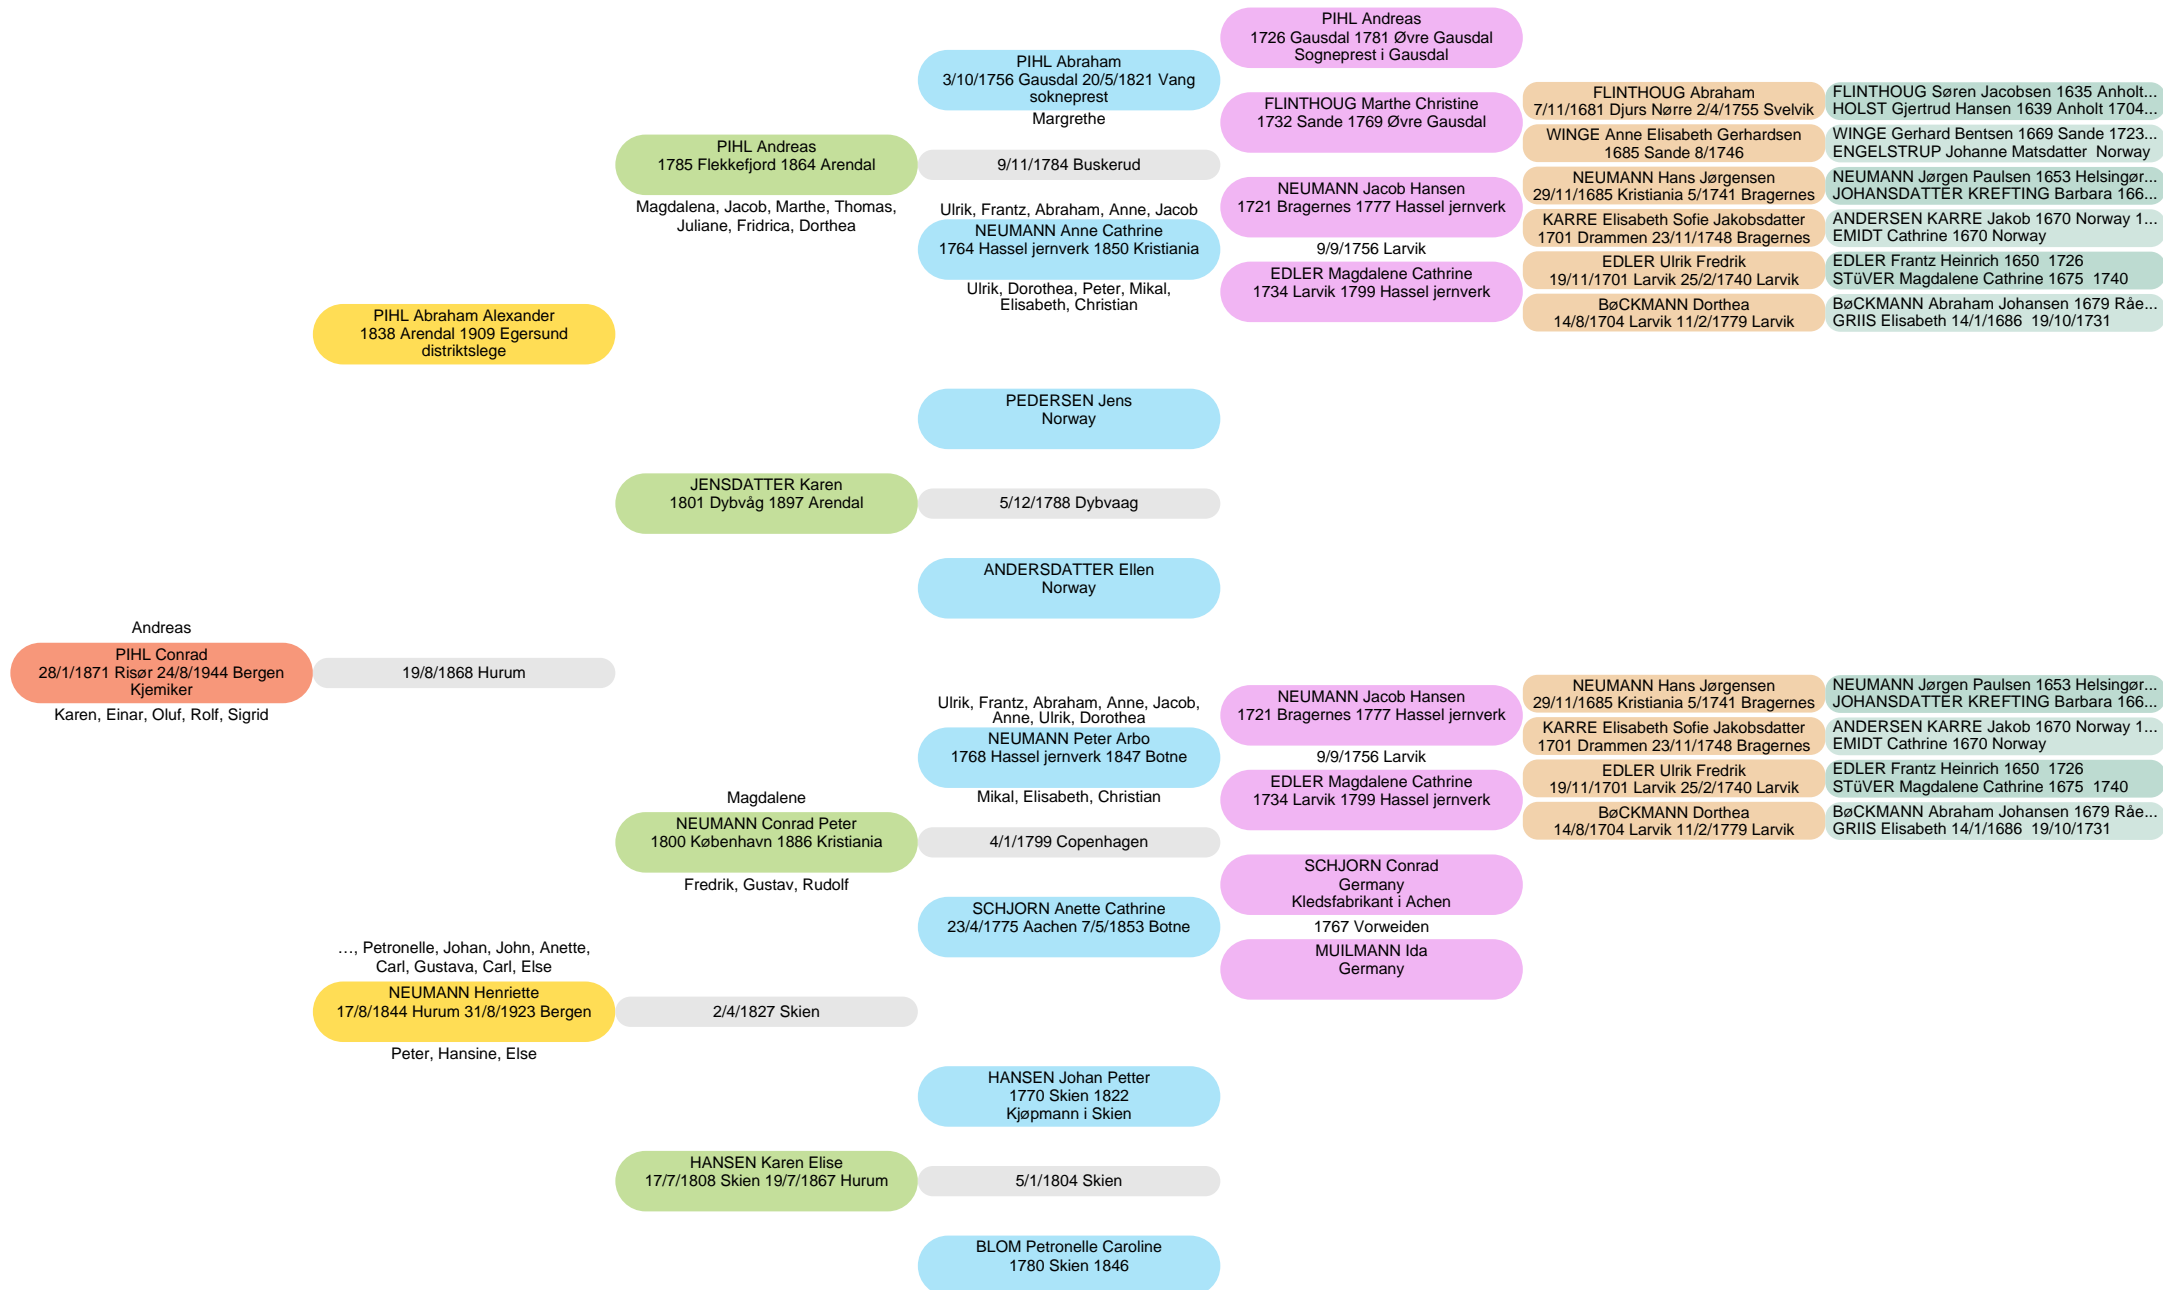 PIHL Andreas
1726 Gausdal 1781 Øvre Gausdal
Sogneprest i Gausdal
PIHL Abraham
3/10/1756 Gausdal 20/5/1821 Vang
sokneprest
Margrethe
FLINTHOUG Marthe Christine
1732 Sande 1769 Øvre Gausdal
FLINTHOUG Abraham
7/11/1681 Djurs Nørre 2/4/1755 Svelvik
FLINTHOUG Søren Jacobsen 1635 Anholt...
HOLST Gjertrud Hansen 1639 Anholt 1704...
WINGE Anne Elisabeth Gerhardsen
1685 Sande 8/1746
WINGE Gerhard Bentsen 1669 Sande 1723...
ENGELSTRUP Johanne Matsdatter  Norway
PIHL Andreas
1785 Flekkefjord 1864 Arendal
9/11/1784 Buskerud
Magdalena, Jacob, Marthe, Thomas,
Juliane, Fridrica, Dorthea
NEUMANN Jacob Hansen
1721 Bragernes 1777 Hassel jernverk
NEUMANN Hans Jørgensen
29/11/1685 Kristiania 5/1741 Bragernes
NEUMANN Jørgen Paulsen 1653 Helsingør...
JOHANSDATTER KREFTING Barbara 166...
Ulrik, Frantz, Abraham, Anne, Jacob
NEUMANN Anne Cathrine
1764 Hassel jernverk 1850 Kristiania
Ulrik, Dorothea, Peter, Mikal,
Elisabeth, Christian
KARRE Elisabeth Sofie Jakobsdatter
1701 Drammen 23/11/1748 Bragernes
ANDERSEN KARRE Jakob 1670 Norway 1...
EMIDT Cathrine 1670 Norway
9/9/1756 Larvik
EDLER Magdalene Cathrine
1734 Larvik 1799 Hassel jernverk
EDLER Ulrik Fredrik
19/11/1701 Larvik 25/2/1740 Larvik
EDLER Frantz Heinrich 1650  1726
STüVER Magdalene Cathrine 1675  1740
BøCKMANN Dorthea
14/8/1704 Larvik 11/2/1779 Larvik
BøCKMANN Abraham Johansen 1679 Råe...
GRIIS Elisabeth 14/1/1686  19/10/1731
PIHL Abraham Alexander
1838 Arendal 1909 Egersund
distriktslege
PEDERSEN Jens
Norway
JENSDATTER Karen
1801 Dybvåg 1897 Arendal
5/12/1788 Dybvaag
ANDERSDATTER Ellen
Norway
Andreas
PIHL Conrad
28/1/1871 Risør 24/8/1944 Bergen
Kjemiker
Karen, Einar, Oluf, Rolf, Sigrid
19/8/1868 Hurum
Ulrik, Frantz, Abraham, Anne, Jacob,
Anne, Ulrik, Dorothea
NEUMANN Peter Arbo
1768 Hassel jernverk 1847 Botne
Mikal, Elisabeth, Christian
NEUMANN Jacob Hansen
1721 Bragernes 1777 Hassel jernverk
NEUMANN Hans Jørgensen
29/11/1685 Kristiania 5/1741 Bragernes
NEUMANN Jørgen Paulsen 1653 Helsingør...
JOHANSDATTER KREFTING Barbara 166...
KARRE Elisabeth Sofie Jakobsdatter
1701 Drammen 23/11/1748 Bragernes
ANDERSEN KARRE Jakob 1670 Norway 1...
EMIDT Cathrine 1670 Norway
9/9/1756 Larvik
EDLER Magdalene Cathrine
1734 Larvik 1799 Hassel jernverk
EDLER Ulrik Fredrik
19/11/1701 Larvik 25/2/1740 Larvik
EDLER Frantz Heinrich 1650  1726
STüVER Magdalene Cathrine 1675  1740
BøCKMANN Dorthea
14/8/1704 Larvik 11/2/1779 Larvik
BøCKMANN Abraham Johansen 1679 Råe...
GRIIS Elisabeth 14/1/1686  19/10/1731
Magdalene
NEUMANN Conrad Peter
1800 København 1886 Kristiania
Fredrik, Gustav, Rudolf
4/1/1799 Copenhagen
SCHJORN Conrad
Germany
Kledsfabrikant i Achen
SCHJORN Anette Cathrine
23/4/1775 Aachen 7/5/1853 Botne
1767 Vorweiden
MUILMANN Ida
Germany
…, Petronelle, Johan, John, Anette,
Carl, Gustava, Carl, Else
NEUMANN Henriette
17/8/1844 Hurum 31/8/1923 Bergen
Peter, Hansine, Else
2/4/1827 Skien
HANSEN Johan Petter
1770 Skien 1822
Kjøpmann i Skien
HANSEN Karen Elise
17/7/1808 Skien 19/7/1867 Hurum
5/1/1804 Skien
BLOM Petronelle Caroline
1780 Skien 1846